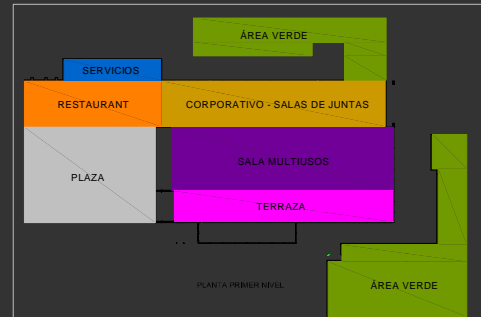 ÁREA VERDE
SERVICIOS
RESTAURANT
CORPORATIVO - SALAS DE JUNTAS
SALA MULTIUSOS
PLAZA
TERRAZA
PLANTA PRIMER NIVEL
ÁREA VERDE